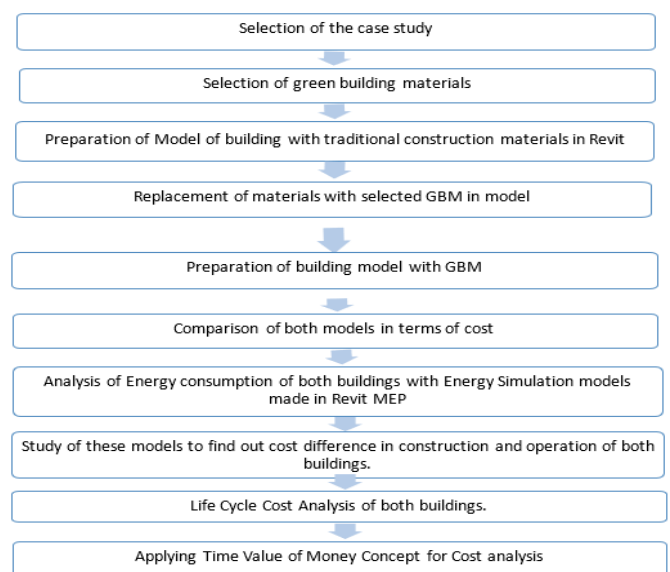 Selection of the case study
Selection of green building materials
Preparation of Model of building with traditional construction materials in Revit
Replacement of materials with selected GBM in model
Preparation of building model with GBM
Comparison of both models in terms of cost
Analysis of Energy consumption of both buildings with Energy Simulation models
made in Revit MEP
Study of these models to find out cost difference in construction and operation of both
buildings.
Life Cycle Cost Analysis of both buildings.
Applying Time Value of Money Concept for Cost analysis